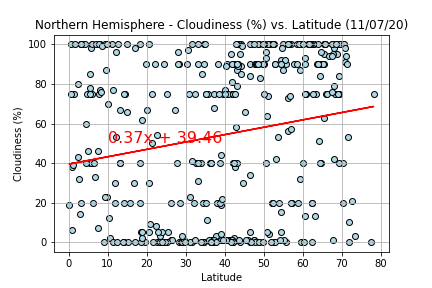 Northern Hemisphere - Cloudiness (%) vs. Latitude (11/07/20)
100
80
60
40
20
0
Cloudiness (%)
0.37x + 39.46
0 10 20 30 40 50 60 70 80
Latitude